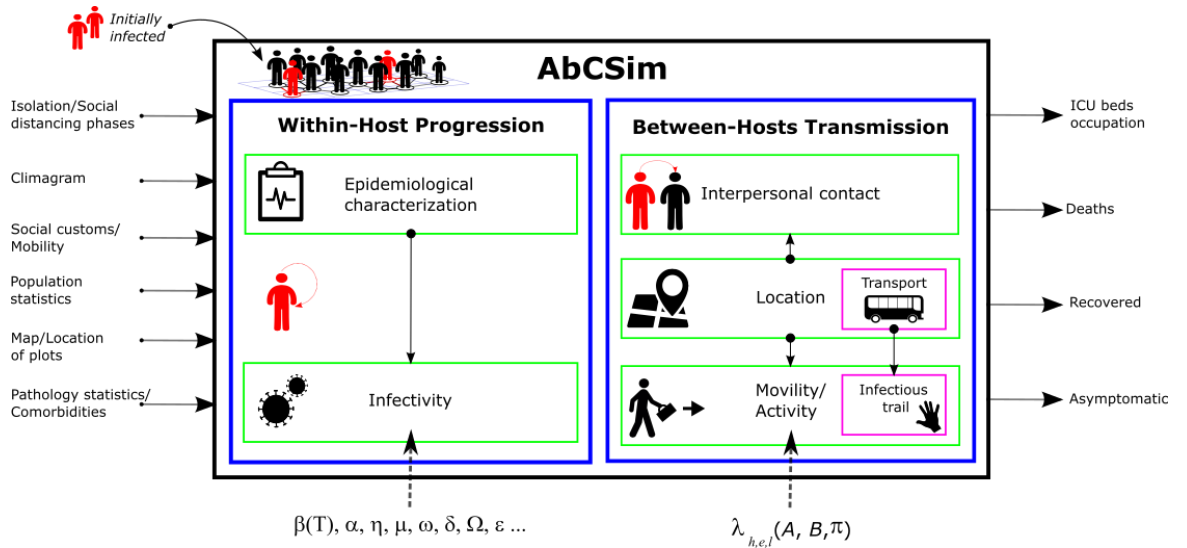 Initially
infected
AbCSim
Isolation/Social
distancing phases
Climagram
Social customs/
Mobility
Population
statistics
Map/Location
of plots
Pathology statistics/
Comorbidities
Within-Host Progression
Epidemiological
characterization
Infectivity
Between-Hosts Transmission
Interpersonal contact
Location
Transport
Movility/
Activity
Infectious
trail
ICU beds
occupation
Deaths
Recovered
Asymptomatic
β(T), α, η, μ, ω, δ, Ω, ε ...
λ h,e,l (A, B,π)